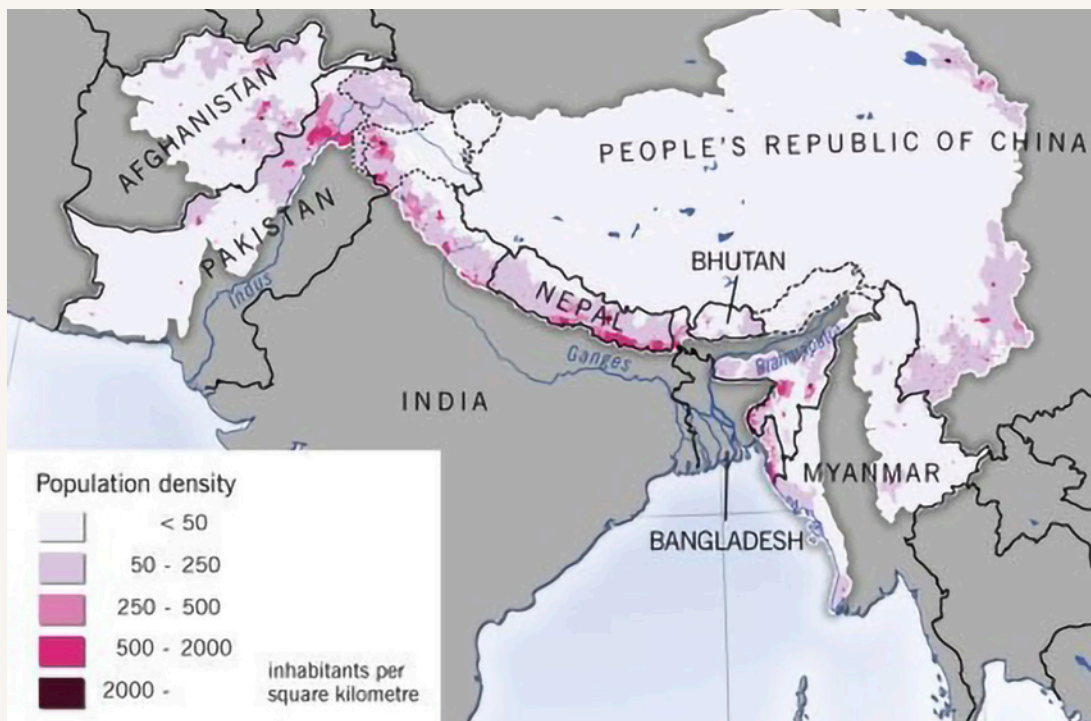 AFGHANISTAN
PAKISTAN
Indus
PEOPLE'S REPUBLIC OF CHINA
BHUTAN
NEPAL
Ganges
Brahmaputra
INDIA
MYANMAR
BANGLADESH
Population density
< 50
50 - 250
250 - 500
500 - 2000
2000 -
inhabitants per
square kilometre